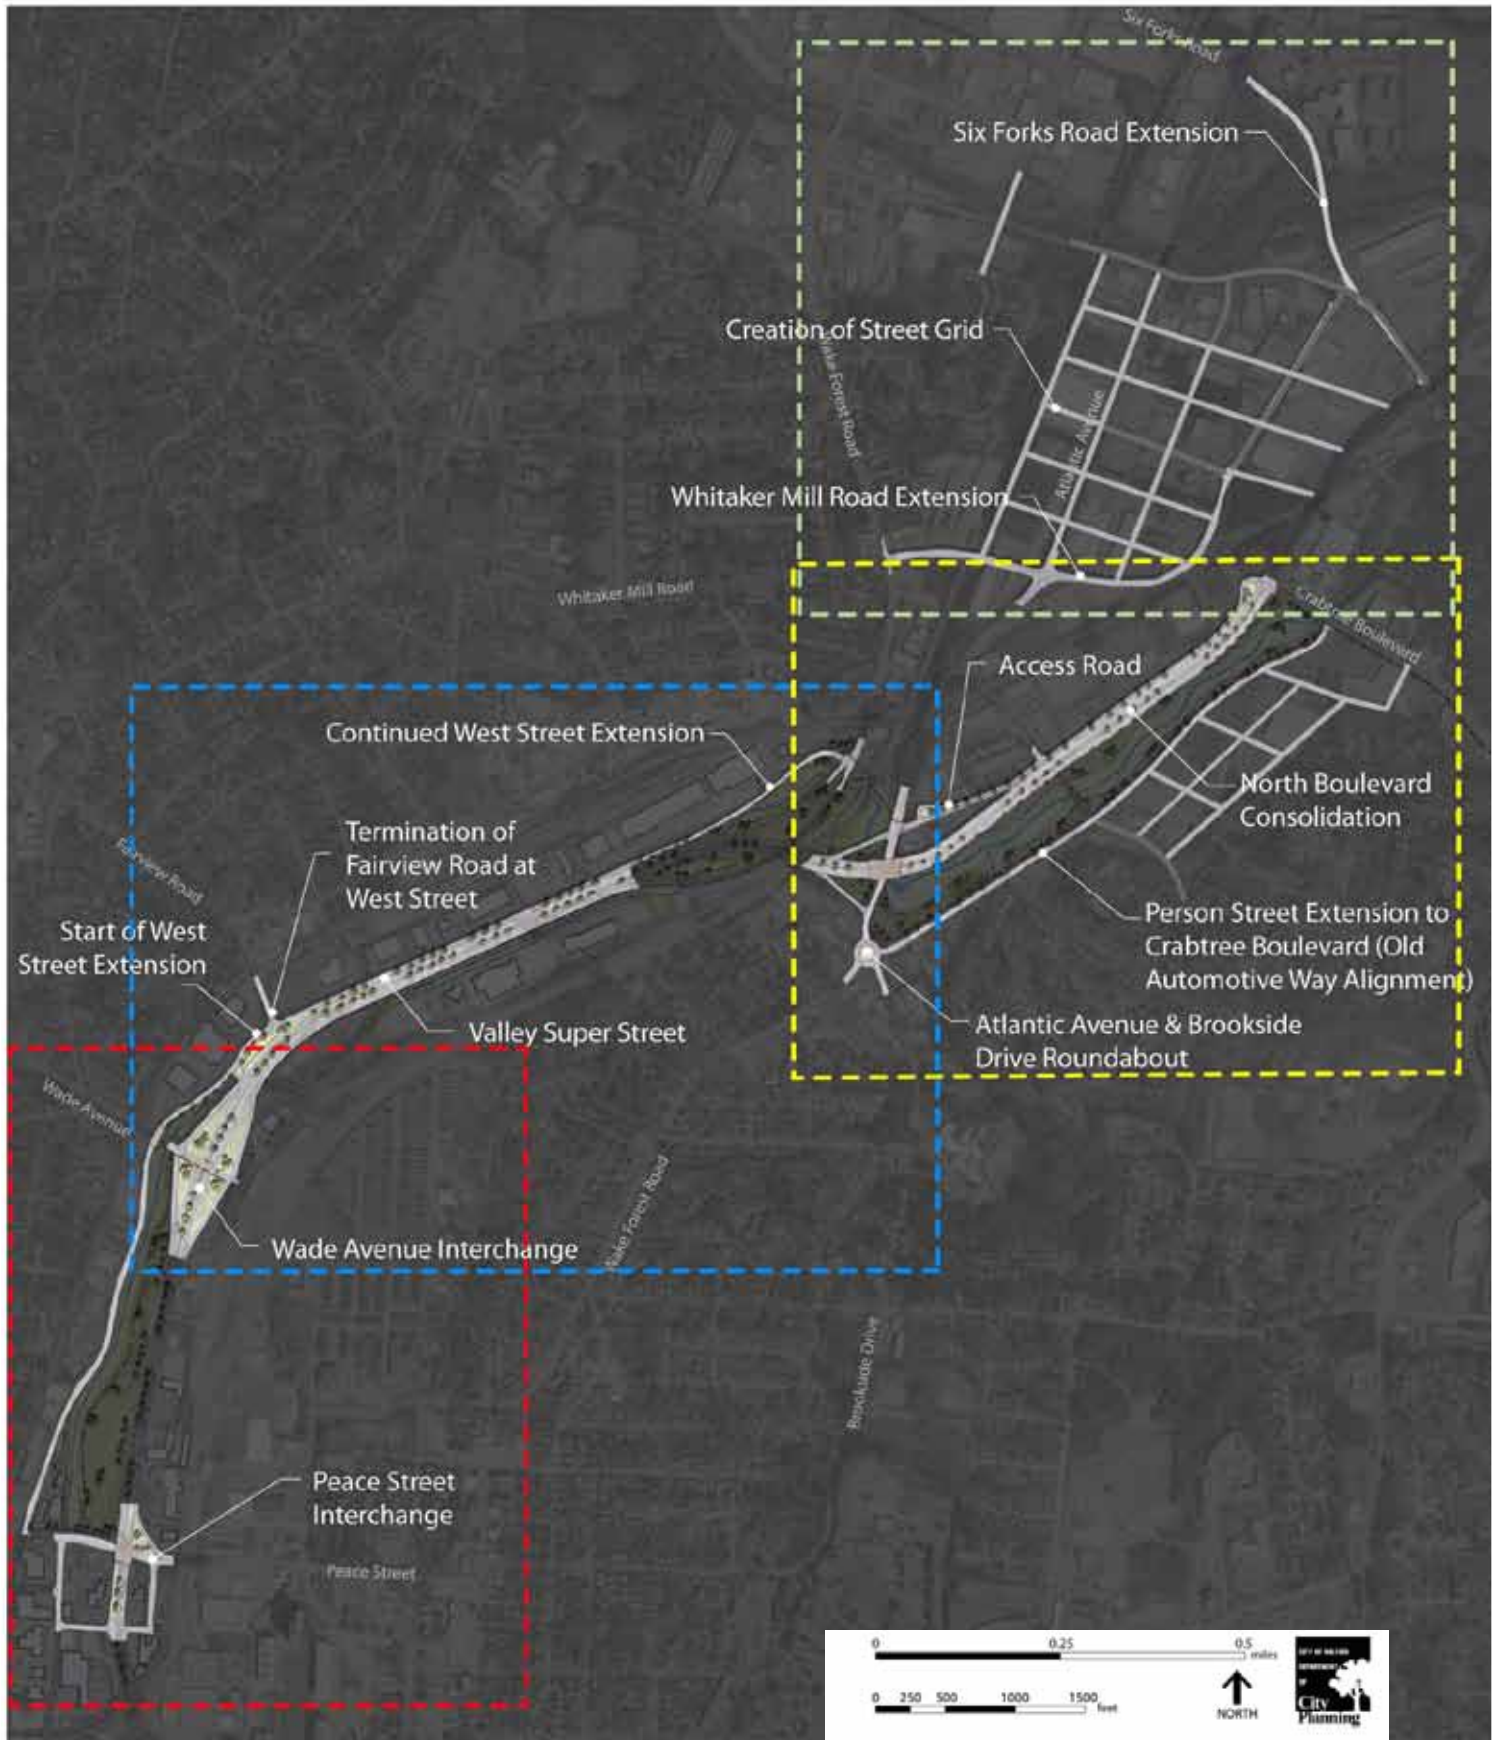 Six Forks Road
Six Forks Road Extension
Creation of Street Grid
Wake Forest Road
Atlantic Avenue
Whitaker Mill Road Extension
Whitaker Mill Road
Crabtree Boulevard
Access Road
Continued West Street Extension
North Boulevard
Consolidation
Termination of
Fairview Road at
West Street
Fairview Road
Start of West
Street Extension
Person Street Extension to
Crabtree Boulevard (Old
Automotive Way Alignment)
Valley Super Street
Atlantic Avenue & Brookside
Drive Roundabout
Wade Avenue
Wake Forest Road
Wade Avenue Interchange
Brookside Drive
Peace Street
Interchange
Peace Street
0 0.25 0.5
miles
0 250 500 1000 1500 feet
NORTH
CITY OF RALEIGH
DEPARTMENT
OF
City
Planning